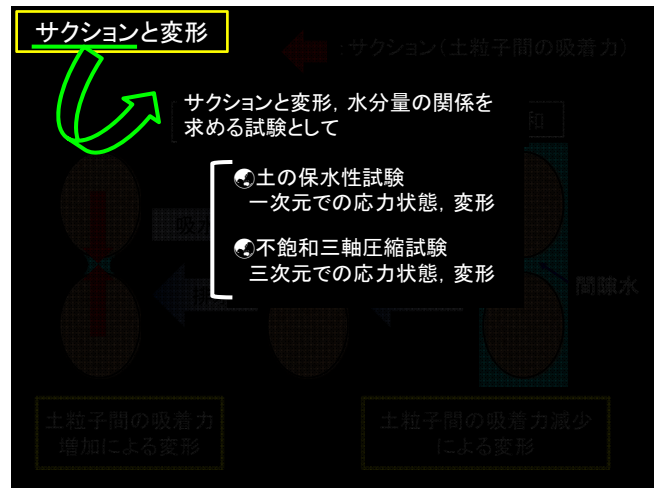 サクションと変形
:サクション(土粒子間の吸着力)
サクションと変形，水分量の関係を
求める試験として
和
土の保水性試験
一次元での応力状態，変形
吸水
不飽和三軸圧縮試験
三次元での応力状態，変形
間隙水
土粒子間の吸着力
増加による変形
土粒子間の吸着力減少
による変形